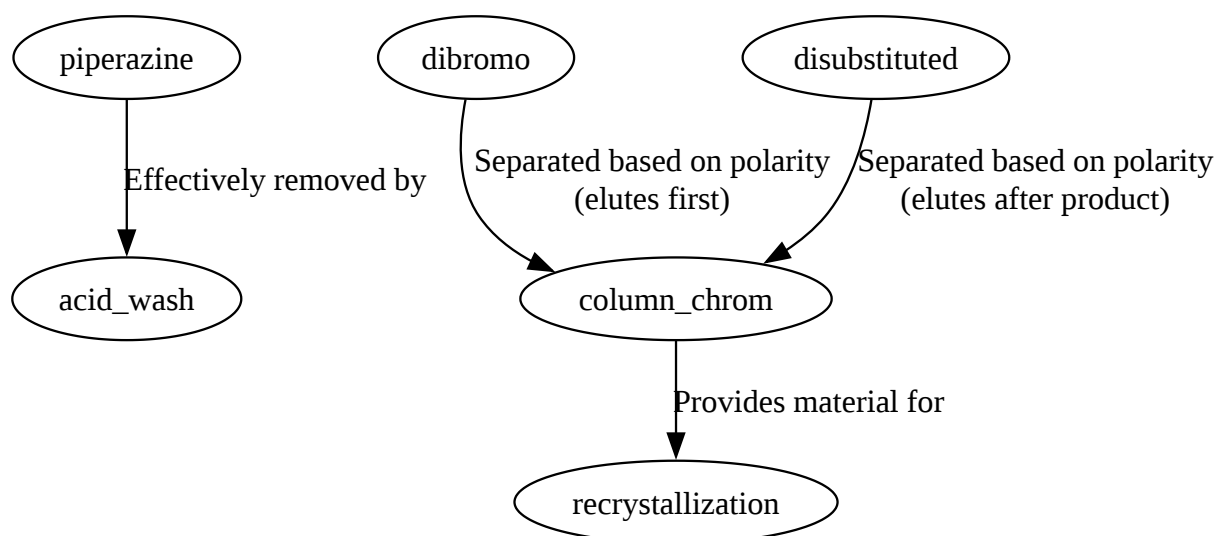 piperazine
dibromo
disubstituted
Effectively removed by
Separated based on polarity
(elutes first)
Separated based on polarity
(elutes after product)
acid_wash
column_chrom
Provides material for
recrystallization